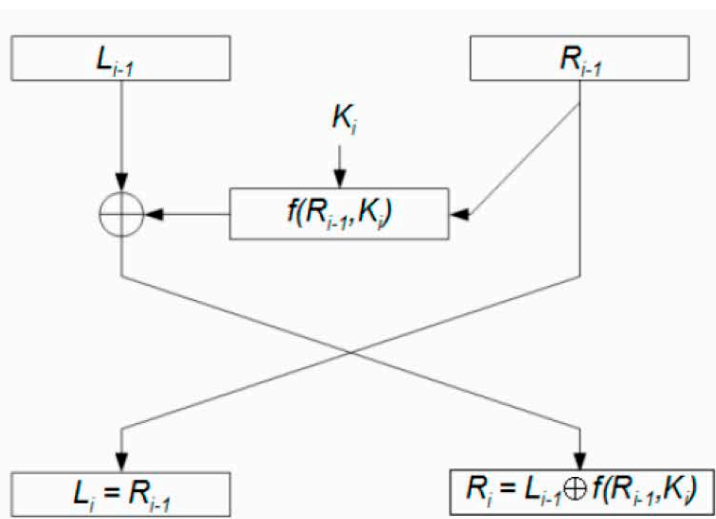 L_{i-1}
R_{i-1}
K_i
f(R_{i-1},K_i)
L_i = R_{i-1}
R_i = L_{i-1}⊕f(R_{i-1},K_i)